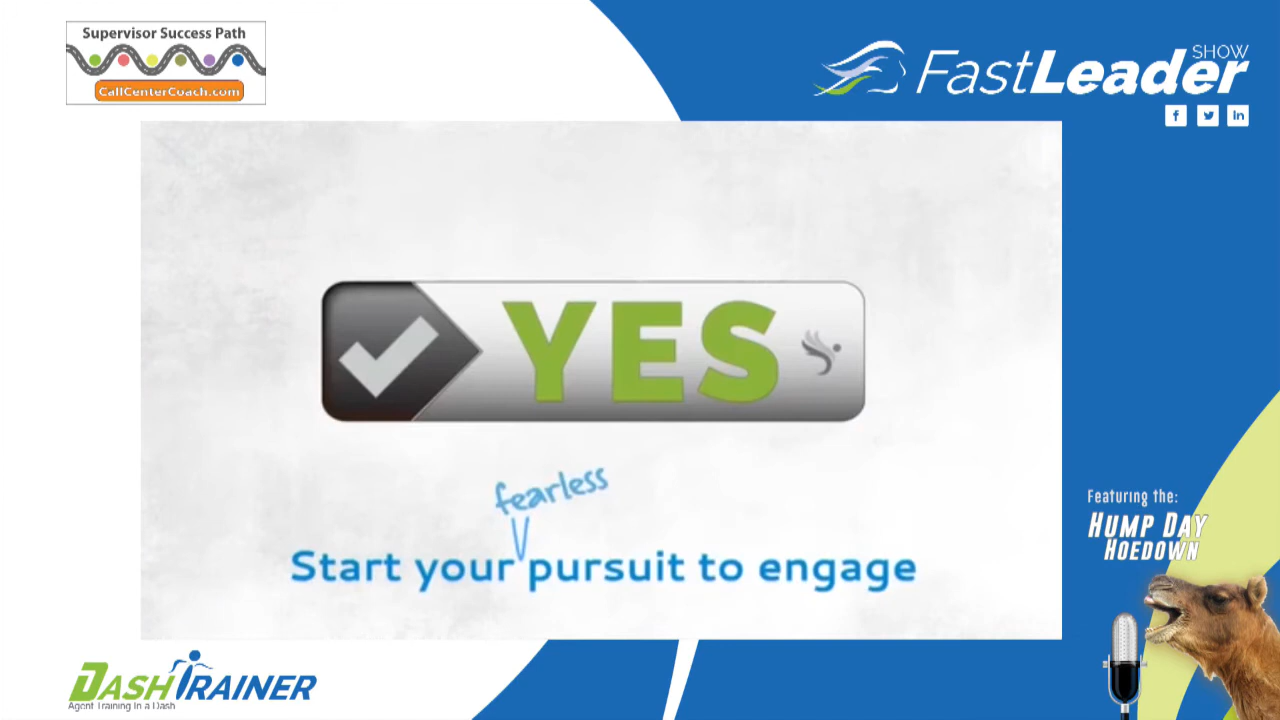 Supervisor Success Path
CallCenterCoach.com
SHOW
FastLeader
f
in
YES
fearless
Start your pursuit to engage
Featuring the:
HUMP DAY
HOEDOWN
DASHTRAINER
Agent Training In a Dash